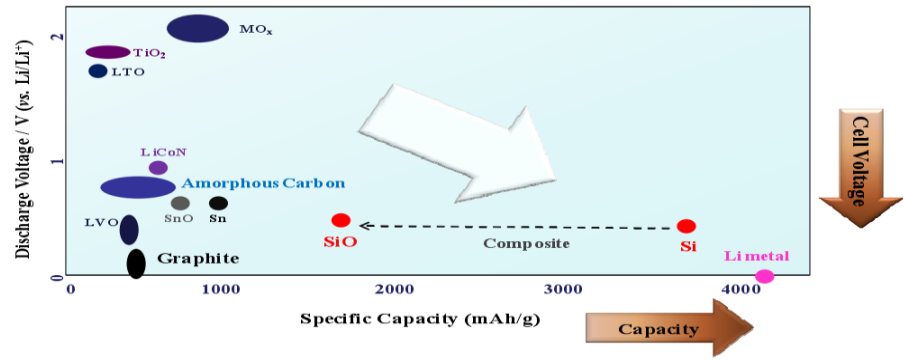 2
MOx
TiO2
LTO
1
LiCoN
Amorphous Carbon
SnO
Sn
LVO
SiO
Composite
Si
Graphite
Li metal
0
0
1000
2000
3000
4000
Specific Capacity (mAh/g)
Capacity
Discharge Voltage / V (vs. Li/Li+)
Cell Voltage